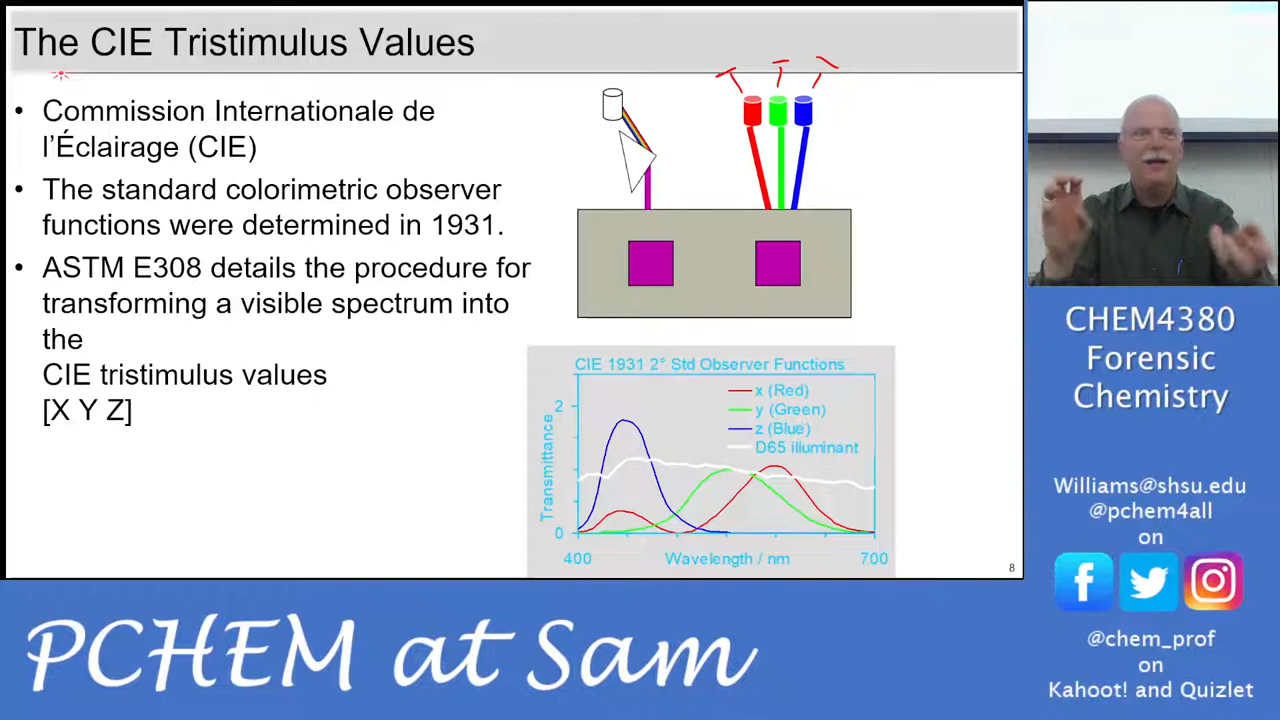 The CIE Tristimulus Values
• Commission Internationale de
l’Éclairage (CIE)
• The standard colorimetric observer
functions were determined in 1931.
• ASTM E308 details the procedure for
transforming a visible spectrum into
the
CIE tristimulus values
[X Y Z]
CIE 1931 2° Std Observer Functions
x (Red)
y (Green)
z (Blue)
D65 illuminant
2
0
Transmittance
400
Wavelength / nm
700
8
CHEM4380
Forensic
Chemistry
Williams@shsu.edu
@pchem4all
on
@chem_prof
on
Kahoot! and Quizlet
PCHEM at Sam